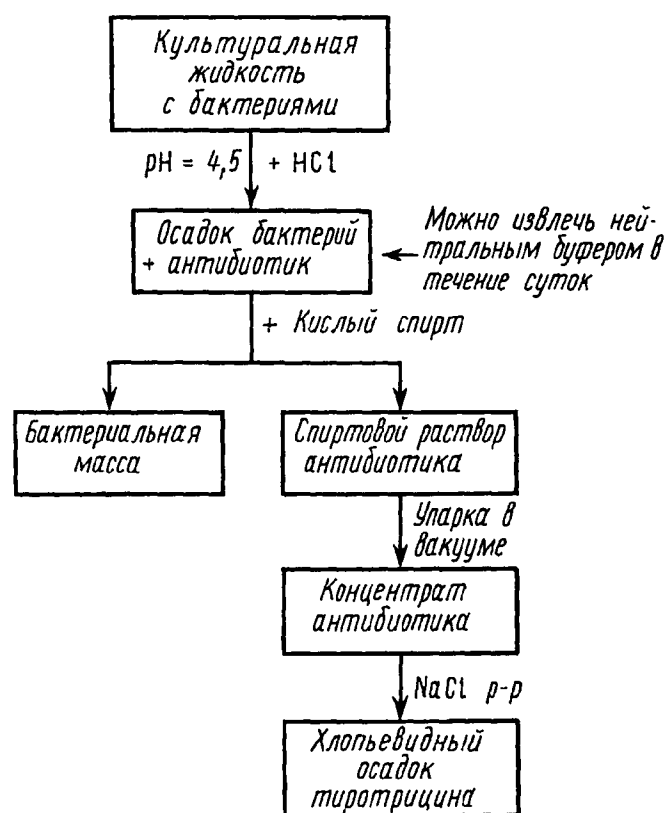 Культуральная
жидкость
с бактериями
pH = 4,5 + HCl
Осадок бактерий
+ антибиотик
Можно извлечь ней-
тральным буфером в
течение суток
+ Кислый спирт
Бактериальная
масса
Спиртовой раствор
антибиотика
Упарка в
вакууме
Концентрат
антибиотика
NaCl р-р
Хлопьевидный
осадок
тиротрицина